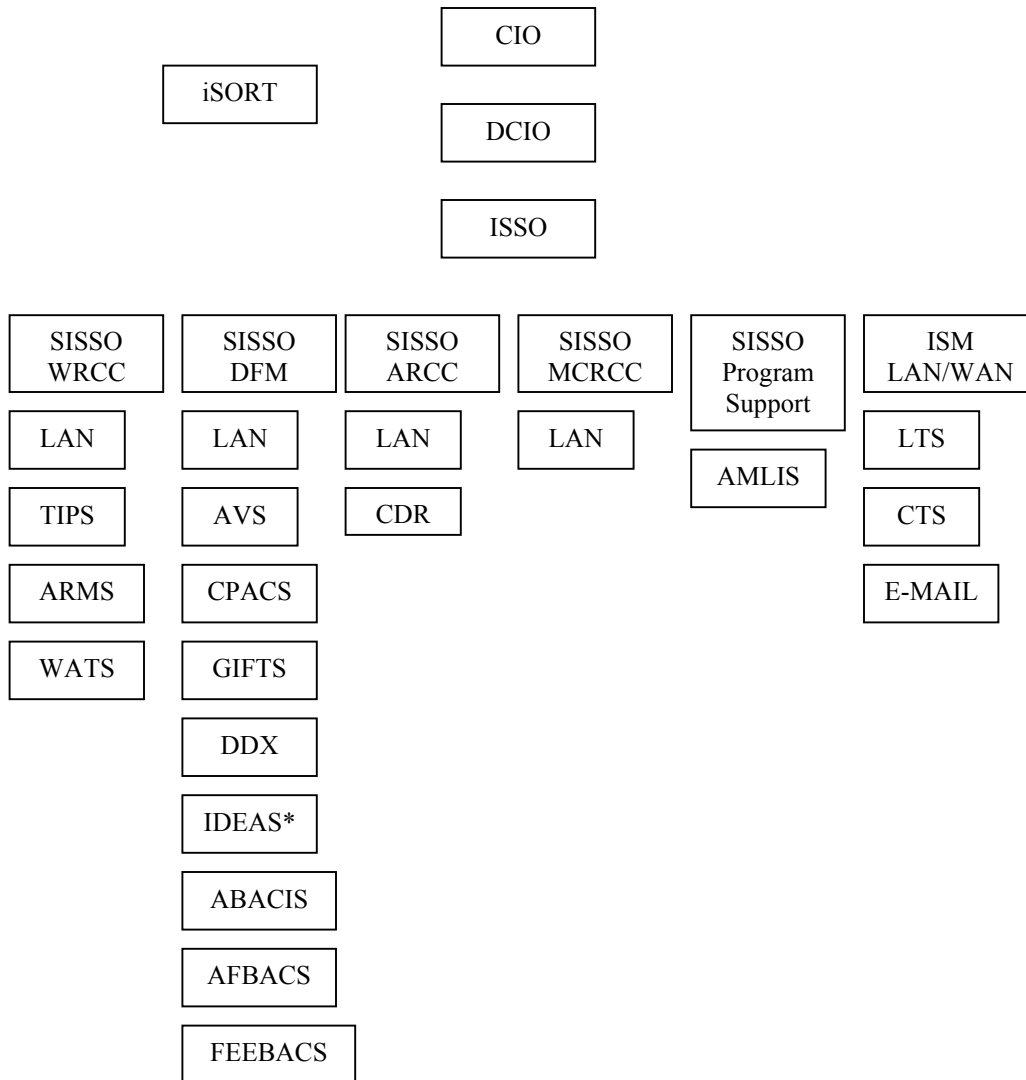 CIO
iSORT
DCIO
ISSO
SISSO
WRCC
SISSO
DFM
SISSO
ARCC
SISSO
MCRCC
SISSO
Program
Support
ISM
LAN/WAN
LAN
LAN
LAN
LAN
LTS
AMLIS
TIPS
AVS
CDR
CTS
ARMS
CPACS
E-MAIL
WATS
GIFTS
DDX
IDEAS*
ABACIS
AFBACS
FEEBACS